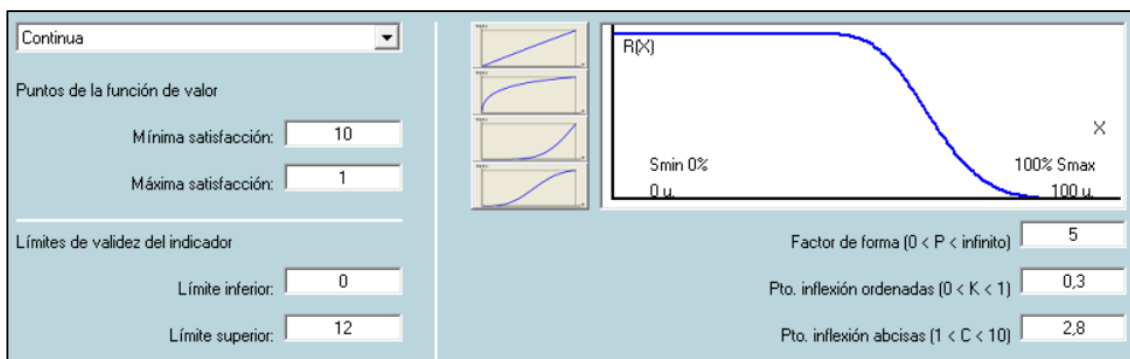 Continua
Puntos de la función de valor
Mínima satisfacción: 10
Máxima satisfacción: 1
Límites de validez del indicador
Límite inferior: 0
Límite superior: 12
R(X)
X
Smin 0% 100% Smax
0 u. 100 u.
Factor de forma (0 < P < infinito) 5
Pto. inflexión ordenadas (0 < K < 1) 0,3
Pto. inflexión abcisas (1 < C < 10) 2,8